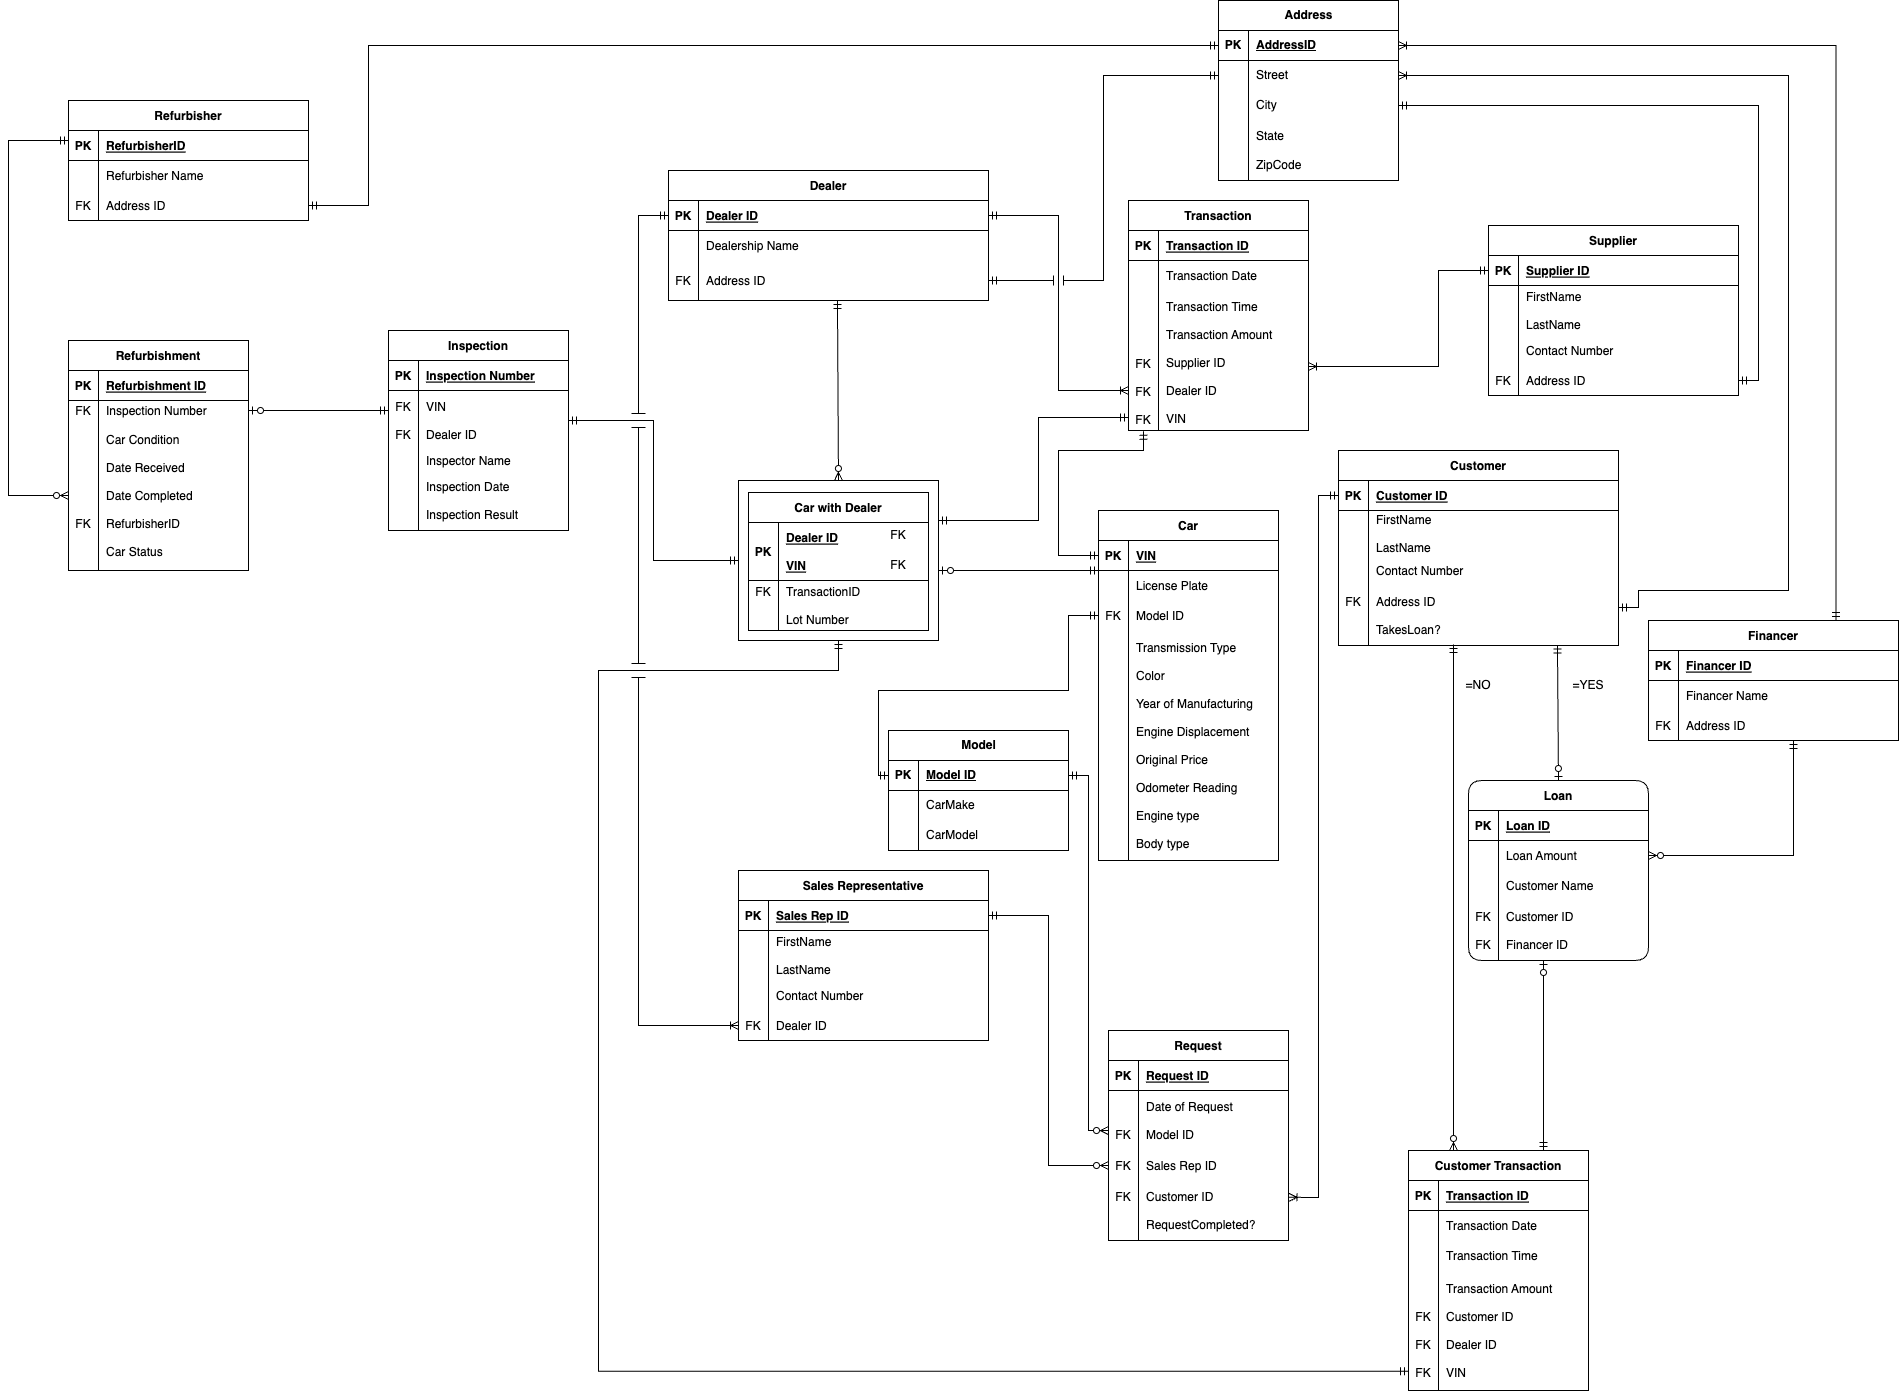 Address
PK AddressID
Street
City
State
ZipCode
Refurbisher
PK RefurbisherID
Refurbisher Name
FK Address ID
Dealer
PK Dealer ID
Dealership Name
FK Address ID
Transaction
PK Transaction ID
Transaction Date
Transaction Time
Transaction Amount
FK Supplier ID
FK Dealer ID
FK VIN
Supplier
PK Supplier ID
FirstName
LastName
Contact Number
FK Address ID
Refurbishment
PK Refurbishment ID
FK Inspection Number
Car Condition
Date Received
Date Completed
FK RefurbisherID
Car Status
Inspection
PK Inspection Number
FK VIN
FK Dealer ID
Inspector Name
Inspection Date
Inspection Result
Car with Dealer
PK Dealer ID FK
VIN FK
FK TransactionID
Lot Number
Car
PK VIN
License Plate
FK Model ID
Transmission Type
Color
Year of Manufacturing
Engine Displacement
Original Price
Odometer Reading
Engine type
Body type
Customer
PK Customer ID
FirstName
LastName
Contact Number
FK Address ID
TakesLoan?
=NO
=YES
Financer
PK Financer ID
Financer Name
FK Address ID
Model
PK Model ID
CarMake
CarModel
Loan
PK Loan ID
Loan Amount
Customer Name
FK Customer ID
FK Financer ID
Sales Representative
PK Sales Rep ID
FirstName
LastName
Contact Number
FK Dealer ID
Request
PK Request ID
Date of Request
FK Model ID
FK Sales Rep ID
FK Customer ID
RequestCompleted?
Customer Transaction
PK Transaction ID
Transaction Date
Transaction Time
Transaction Amount
FK Customer ID
FK Dealer ID
FK VIN